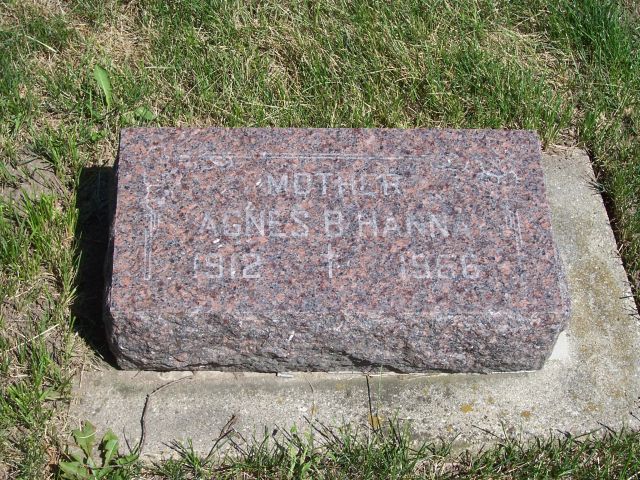 MOTHER
AGNES B. HANNA
1912 1966